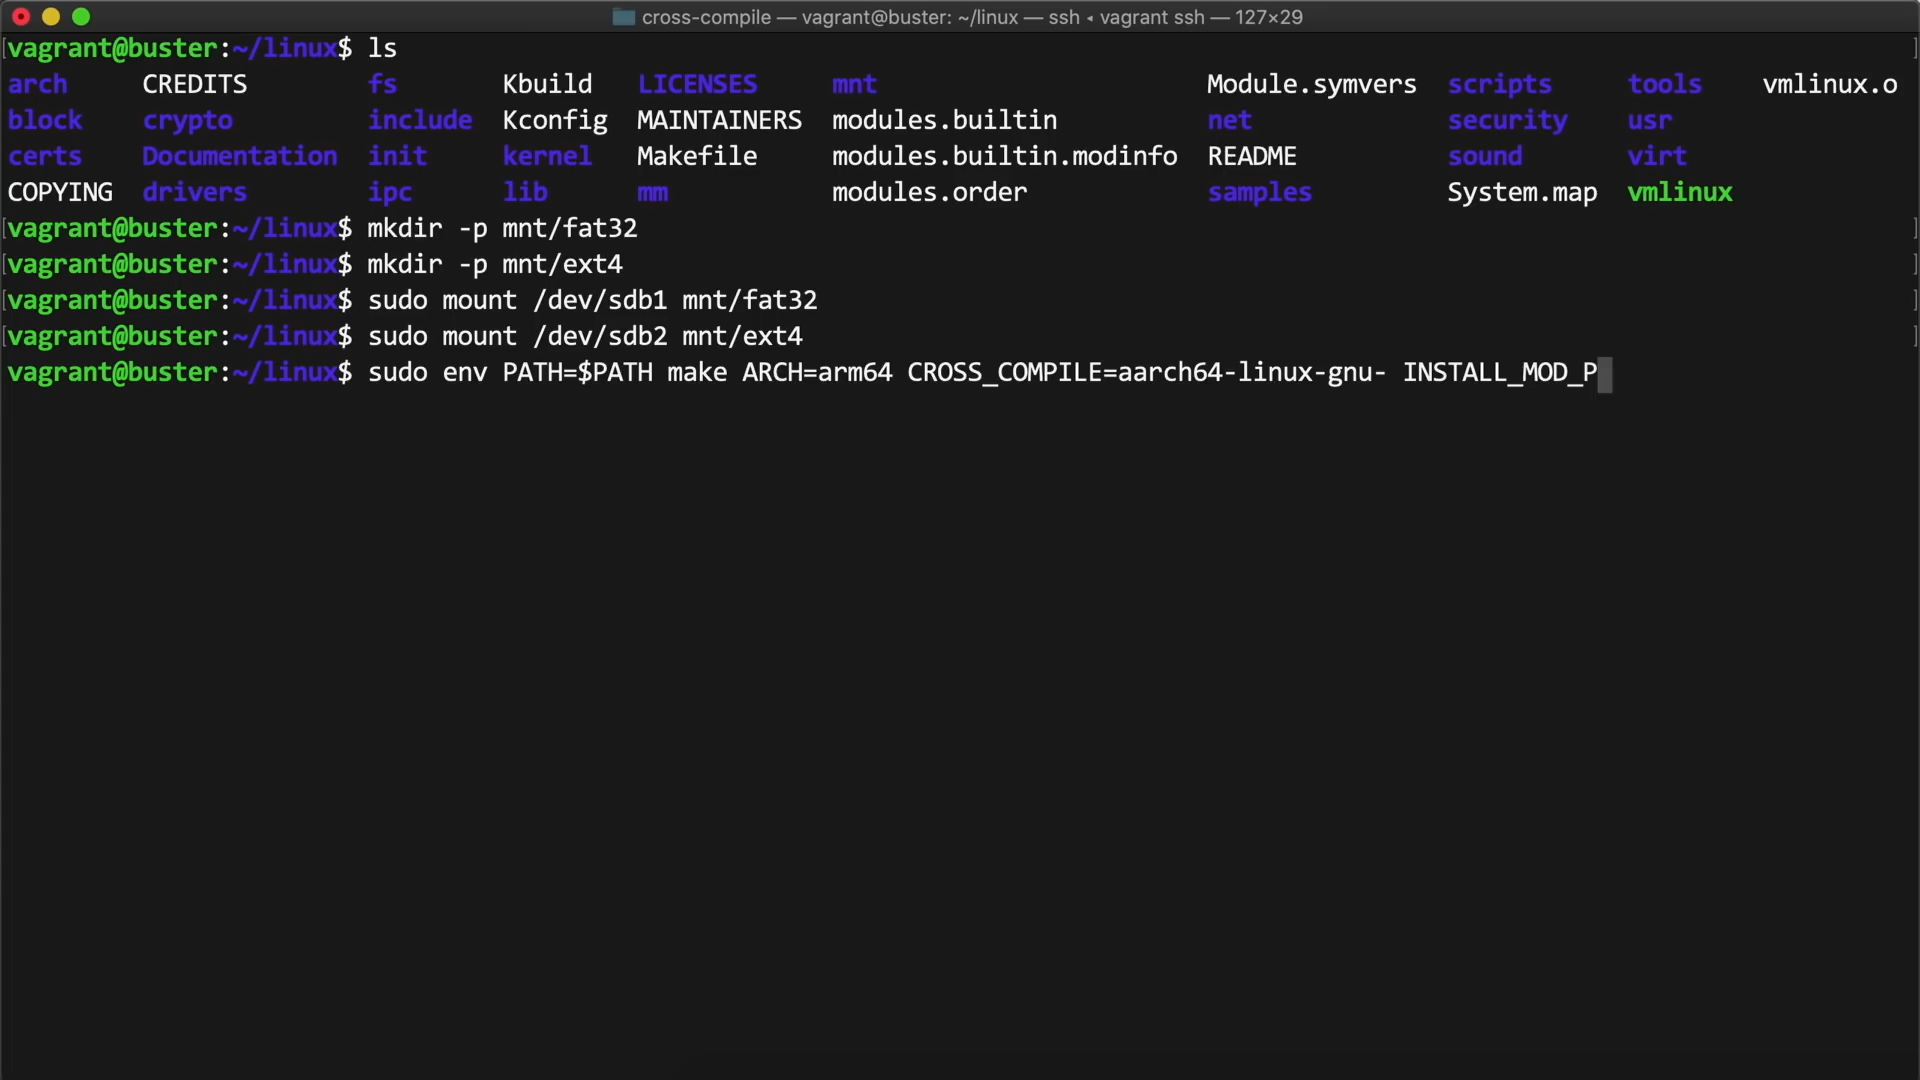 cross-compile — vagrant@buster: ~/linux — ssh ◂ vagrant ssh — 127×29
[vagrant@buster:~/linux$ ls ]
arch CREDITS fs Kbuild LICENSES mnt Module.symvers scripts tools vmlinux.o
block crypto include Kconfig MAINTAINERS modules.builtin net security usr
certs Documentation init kernel Makefile modules.builtin.modinfo README sound virt
COPYING drivers ipc lib mm modules.order samples System.map vmlinux
[vagrant@buster:~/linux$ mkdir -p mnt/fat32 ]
[vagrant@buster:~/linux$ mkdir -p mnt/ext4 ]
[vagrant@buster:~/linux$ sudo mount /dev/sdb1 mnt/fat32 ]
[vagrant@buster:~/linux$ sudo mount /dev/sdb2 mnt/ext4 ]
vagrant@buster:~/linux$ sudo env PATH=$PATH make ARCH=arm64 CROSS_COMPILE=aarch64-linux-gnu- INSTALL_MOD_P